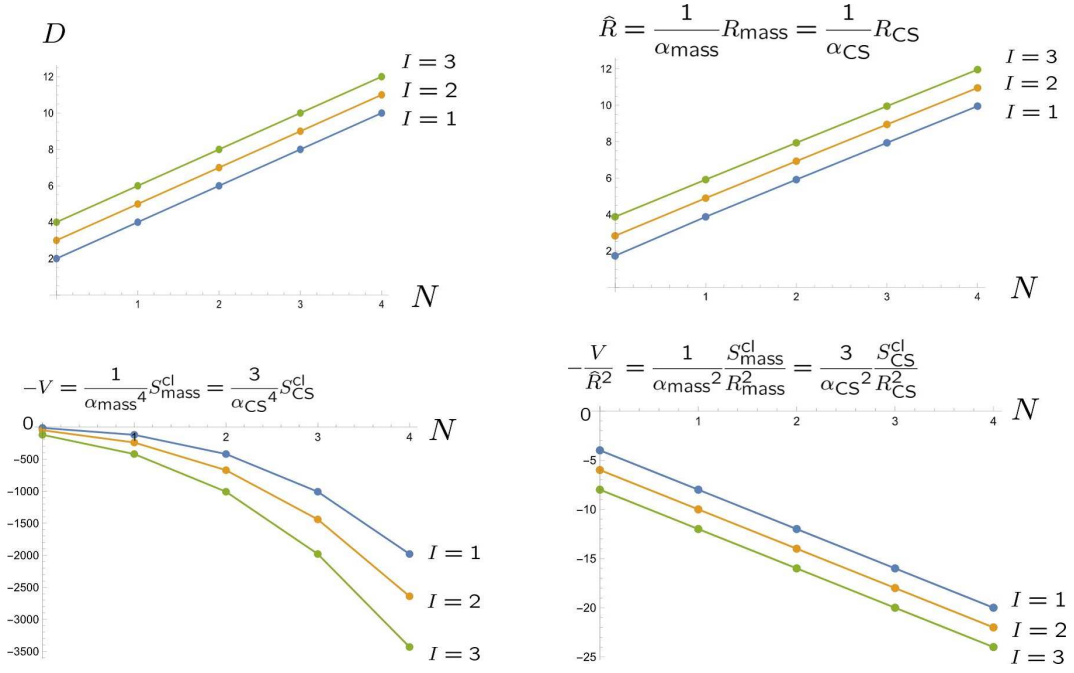 D
I = 3
I = 2
I = 1
12
10
8
6
4
2
1 2 3 4
N
R̂ = 1/α_mass R_mass = 1/α_CS R_CS
I = 3
I = 2
I = 1
12
10
8
6
4
2
1 2 3 4
N
−V = 1/α_mass⁴ S^cl_mass = 3/α_CS⁴ S^cl_CS
0
1 2 3 4
N
−500
−1000
−1500
−2000
−2500
−3000
−3500
I = 1
I = 2
I = 3
−V/R̂² = 1/α_mass² S^cl_mass/R²_mass = 3/α_CS² S^cl_CS/R²_CS
0
1 2 3 4
N
−5
−10
−15
−20
−25
I = 1
I = 2
I = 3